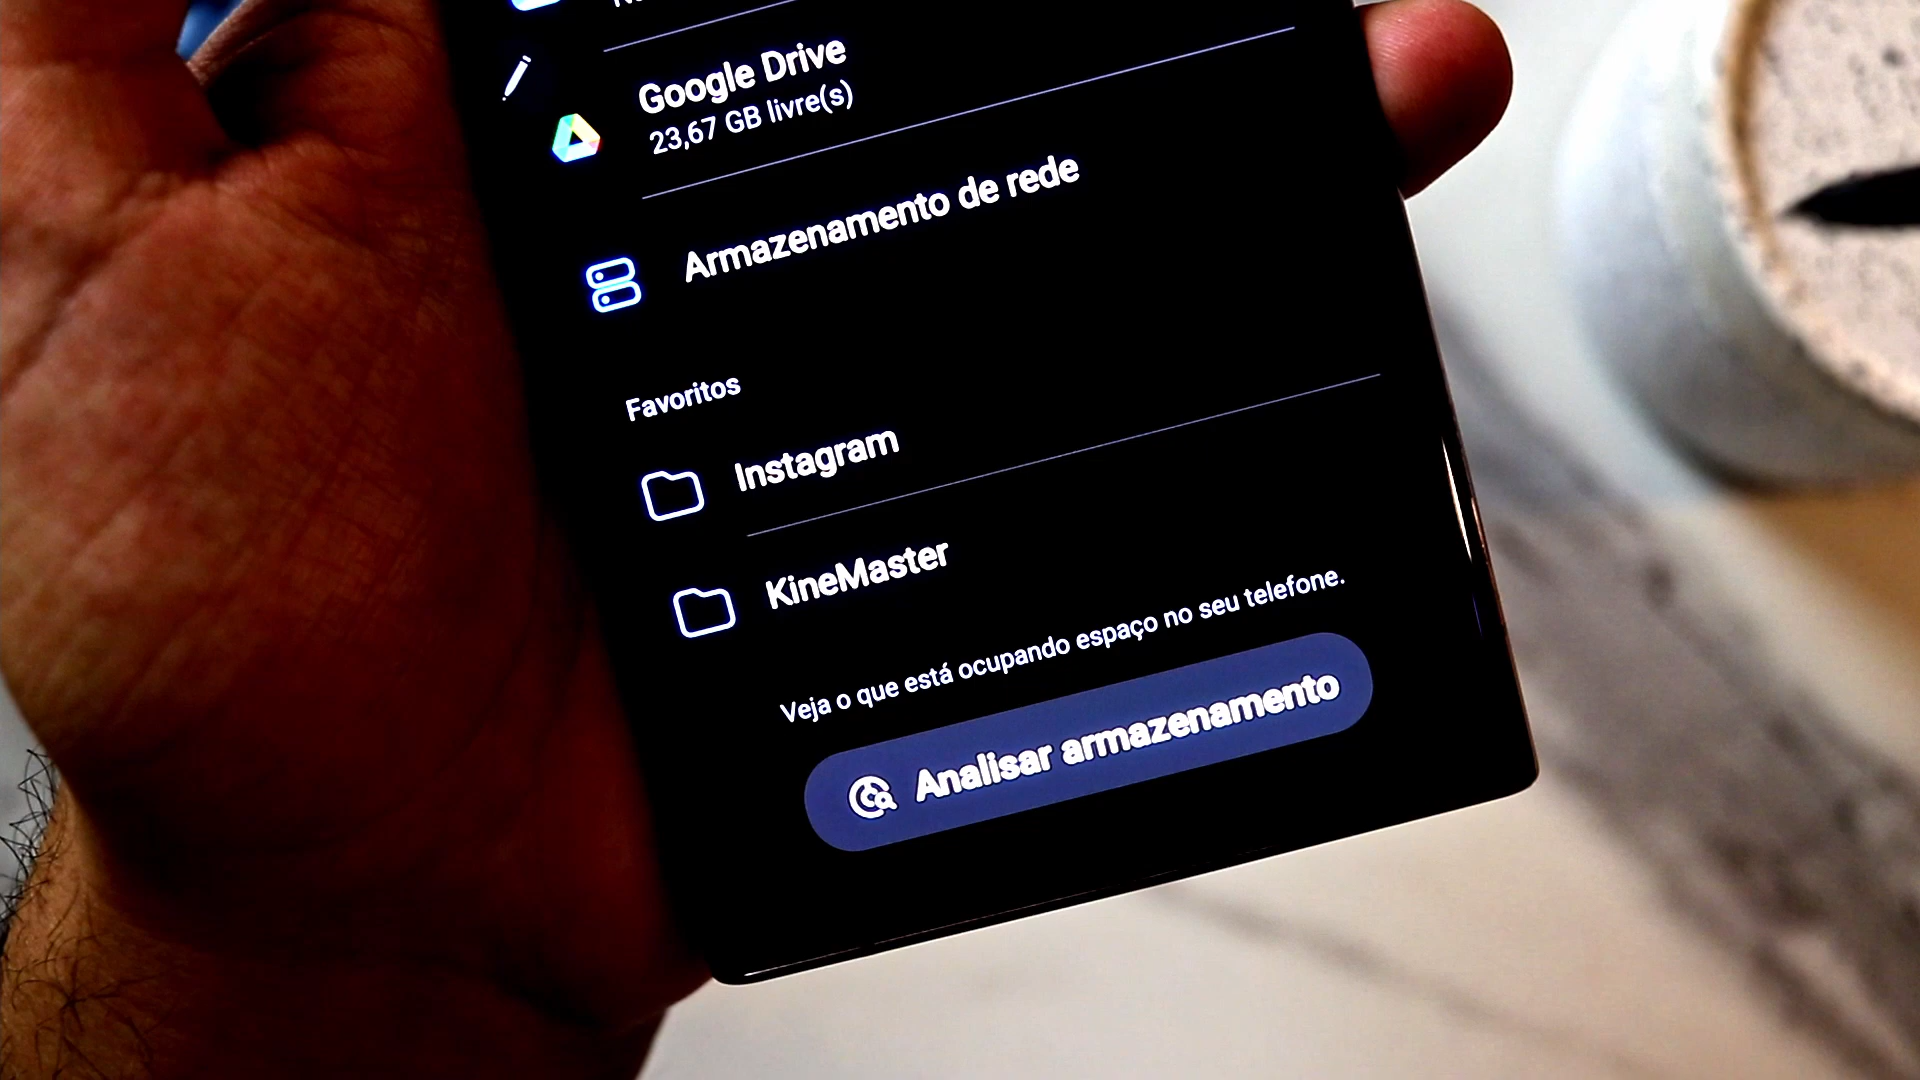 Google Drive
23,67 GB livre(s)
Armazenamento de rede
Favoritos
Instagram
KineMaster
Veja o que está ocupando espaço no seu telefone.
Analisar armazenamento